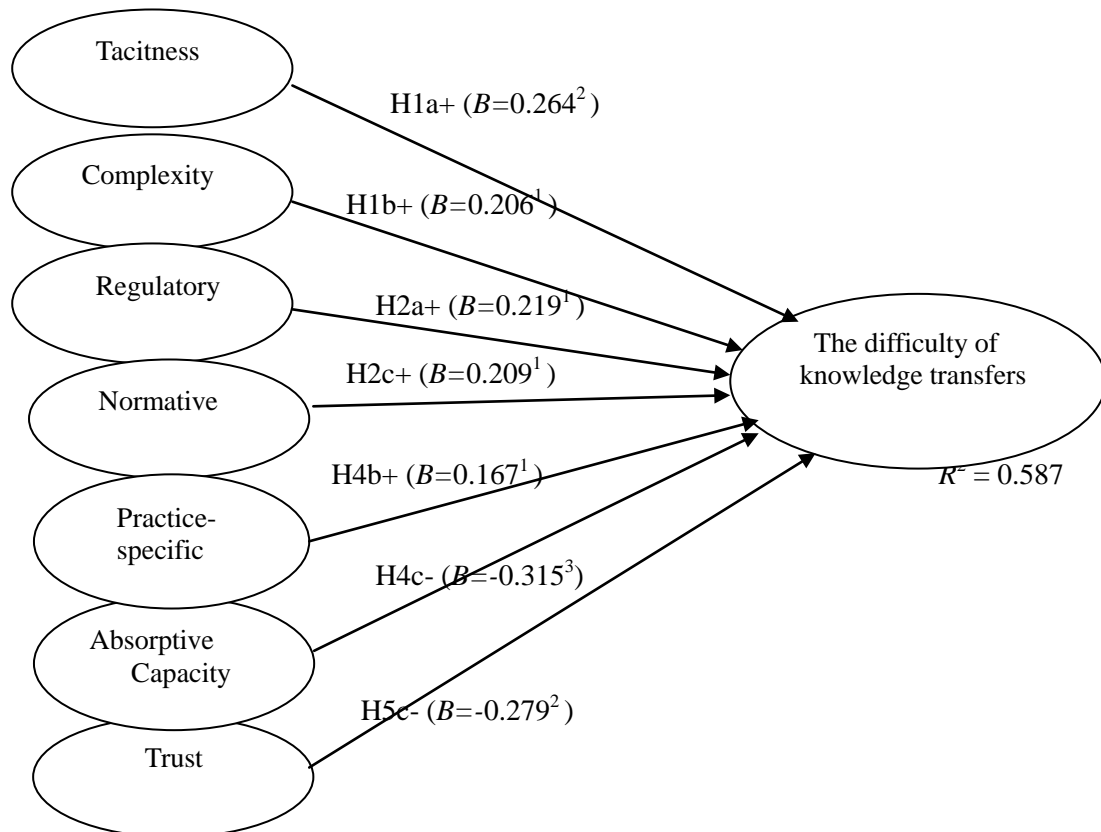 Tacitness
H1a+ (B=0.264²)
Complexity
H1b+ (B=0.206¹)
Regulatory
H2a+ (B=0.219¹)
The difficulty of
knowledge transfers
H2c+ (B=0.209¹)
Normative
H4b+ (B=0.167¹)
R² = 0.587
Practice-
specific
H4c- (B=-0.315³)
Absorptive
Capacity
H5c- (B=-0.279²)
Trust